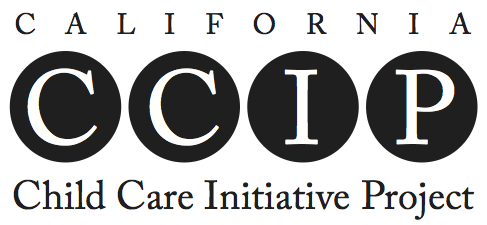 CALIFORNIA
CCIP
Child Care Initiative Project